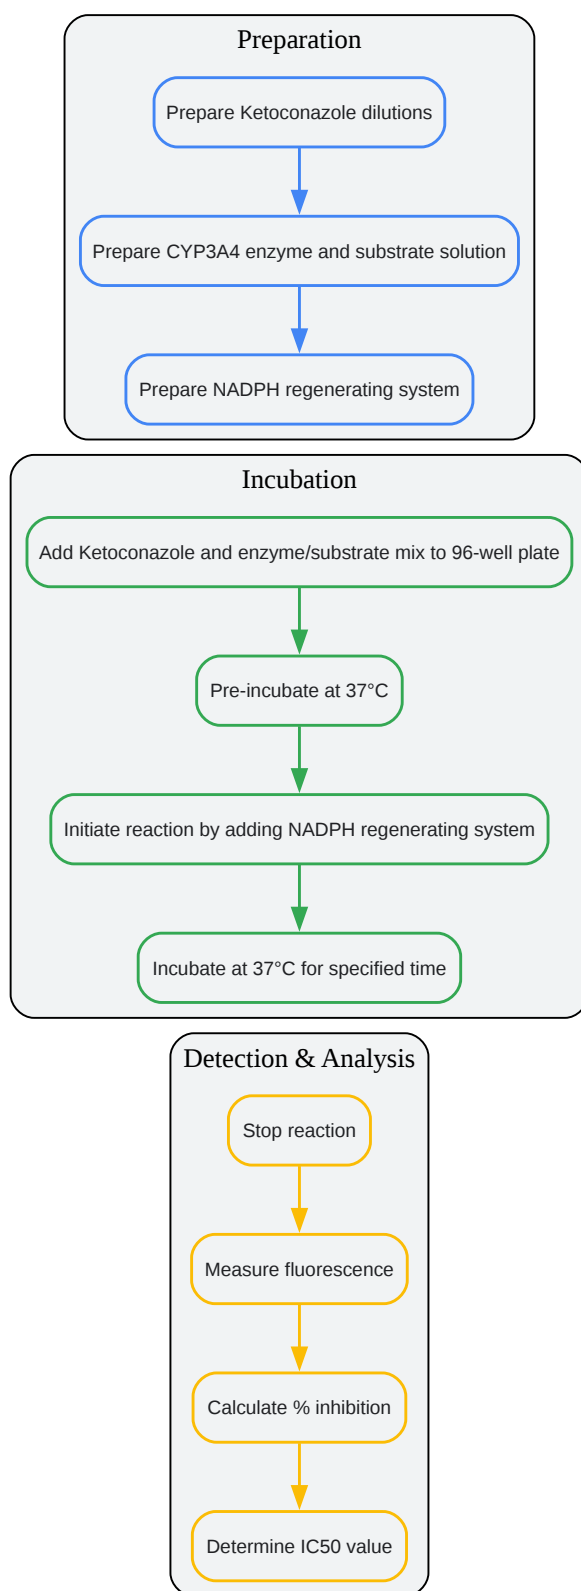 Preparation
Prepare Ketoconazole dilutions
Prepare CYP3A4 enzyme and substrate solution
Prepare NADPH regenerating system
Incubation
Add Ketoconazole and enzyme/substrate mix to 96-well plate
Pre-incubate at 37°C
Initiate reaction by adding NADPH regenerating system
Incubate at 37°C for specified time
Detection & Analysis
Stop reaction
Measure fluorescence
Calculate % inhibition
Determine IC50 value